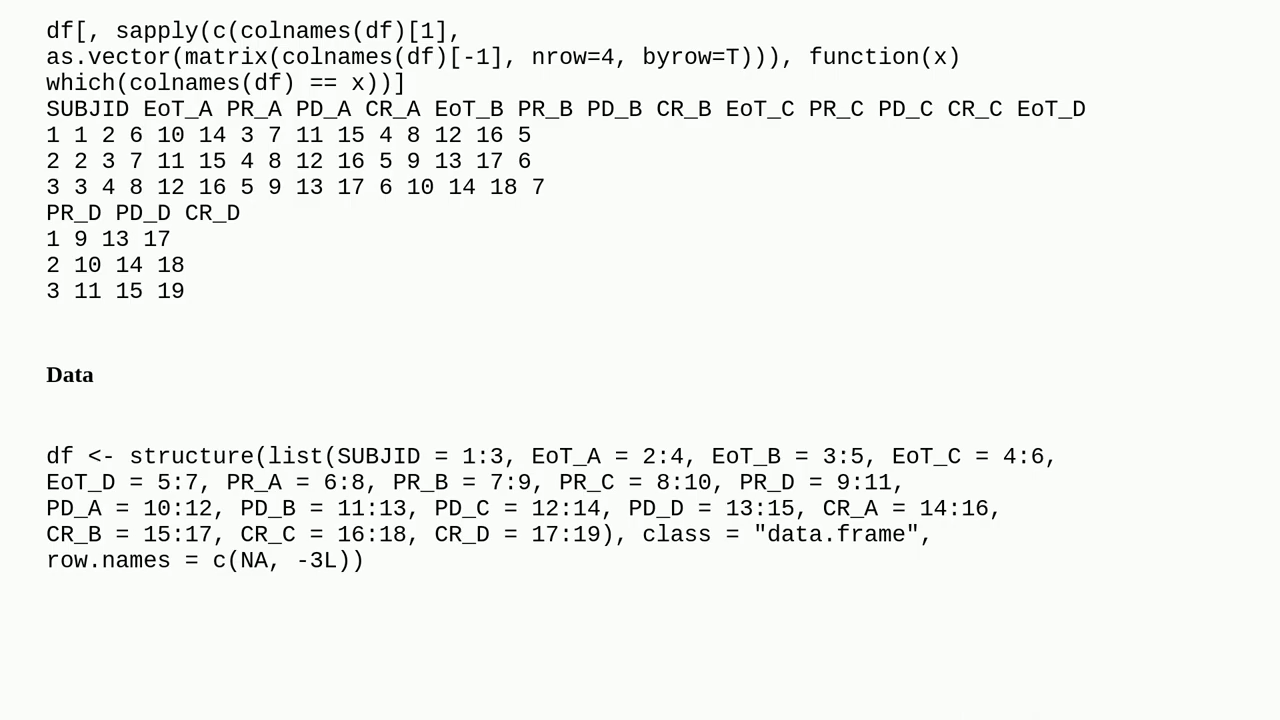 df[, sapply(c(colnames(df)[1],
as.vector(matrix(colnames(df)[-1], nrow=4, byrow=T))), function(x)
which(colnames(df) == x))]
SUBJID EoT_A PR_A PD_A CR_A EoT_B PR_B PD_B CR_B EoT_C PR_C PD_C CR_C EoT_D
1 1 2 6 10 14 3 7 11 15 4 8 12 16 5
2 2 3 7 11 15 4 8 12 16 5 9 13 17 6
3 3 4 8 12 16 5 9 13 17 6 10 14 18 7
PR_D PD_D CR_D
1 9 13 17
2 10 14 18
3 11 15 19
Data
df <- structure(list(SUBJID = 1:3, EoT_A = 2:4, EoT_B = 3:5, EoT_C = 4:6,
EoT_D = 5:7, PR_A = 6:8, PR_B = 7:9, PR_C = 8:10, PR_D = 9:11,
PD_A = 10:12, PD_B = 11:13, PD_C = 12:14, PD_D = 13:15, CR_A = 14:16,
CR_B = 15:17, CR_C = 16:18, CR_D = 17:19), class = "data.frame",
row.names = c(NA, -3L))